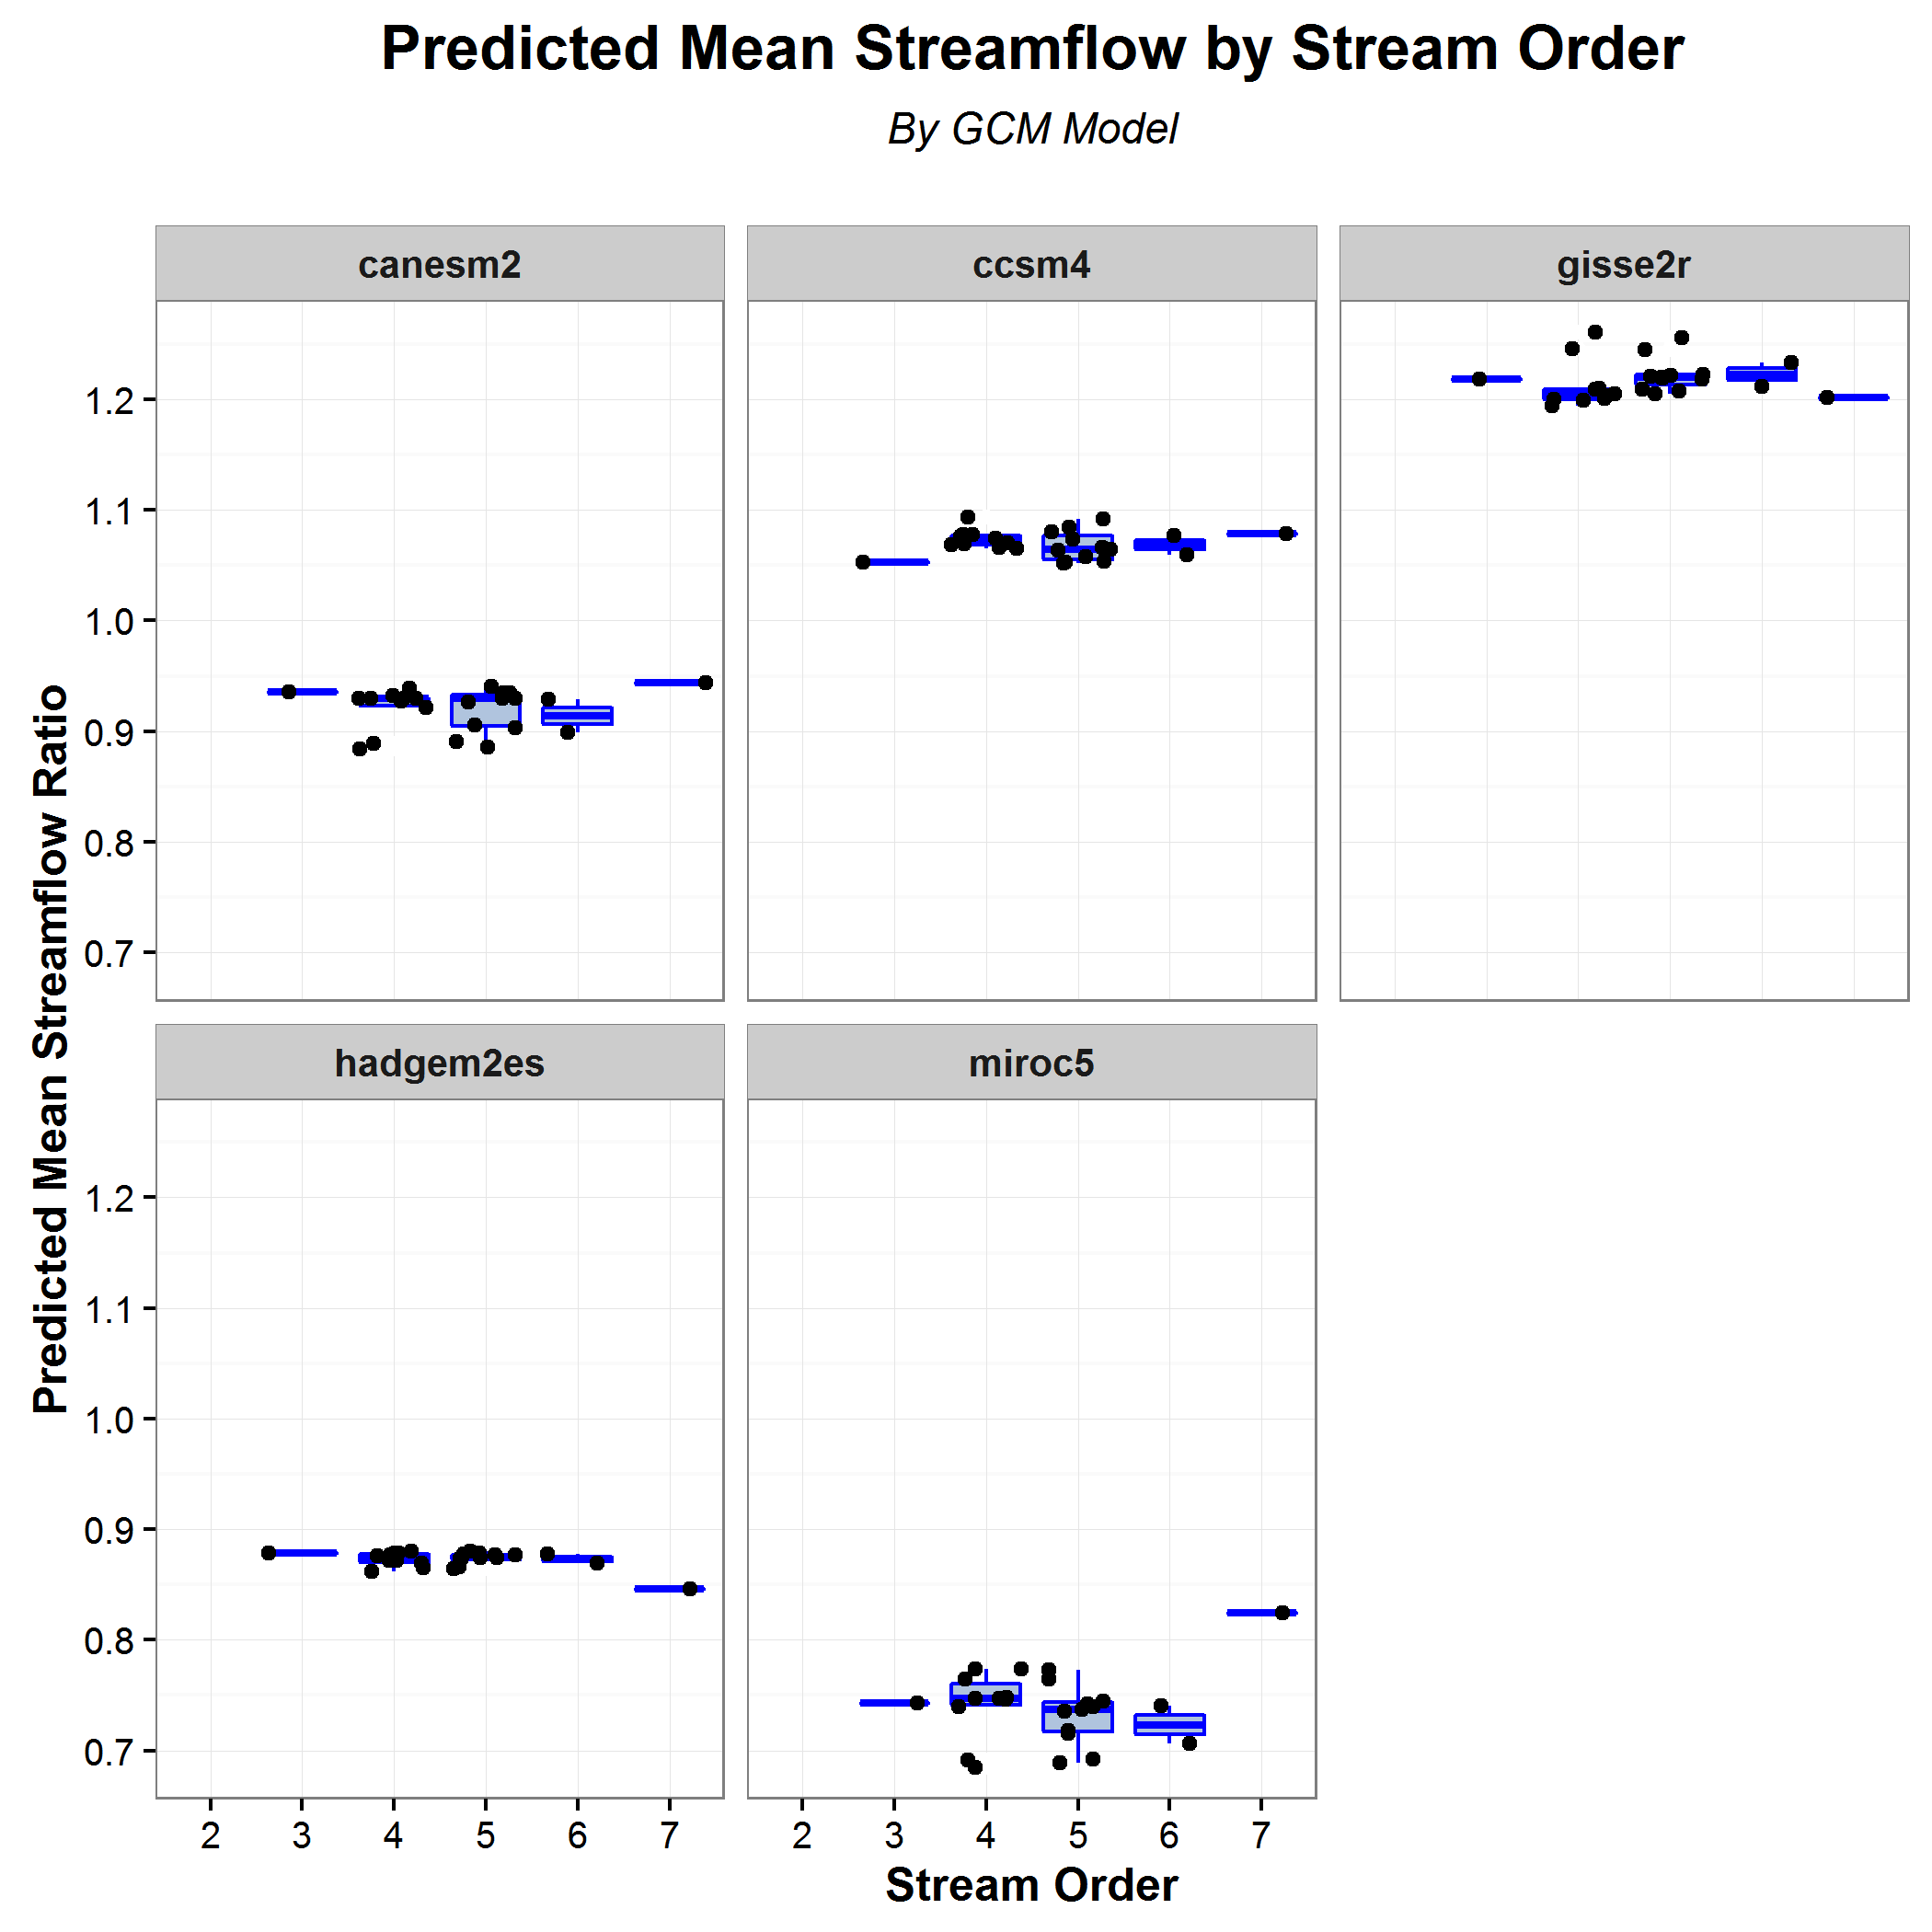 Predicted Mean Streamflow by Stream Order
By GCM Model
canesm2 ccsm4 gisse2r
1.2
1.1
1.0
0.9
0.8
0.7
Predicted Mean Streamflow Ratio
hadgem2es miroc5
1.2
1.1
1.0
0.9
0.8
0.7
2 3 4 5 6 7 2 3 4 5 6 7
Stream Order